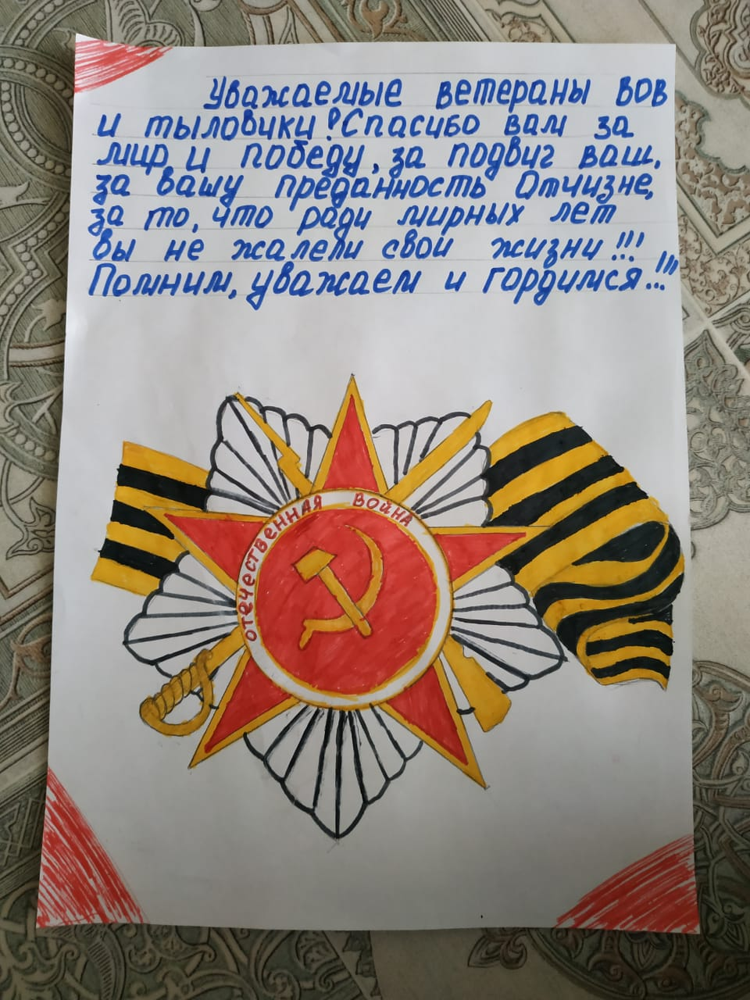 Уважаемые ветераны ВОВ
и тыловики! Спасибо вам за
мир и победу, за подвиг ваш,
за вашу преданность Отчизне,
за то, что ради мирных лет
вы не жалели свои жизни!!!
Помним, уважаем и гордимся...!!!
ОТЕЧЕСТВЕННАЯ ВОЙНА